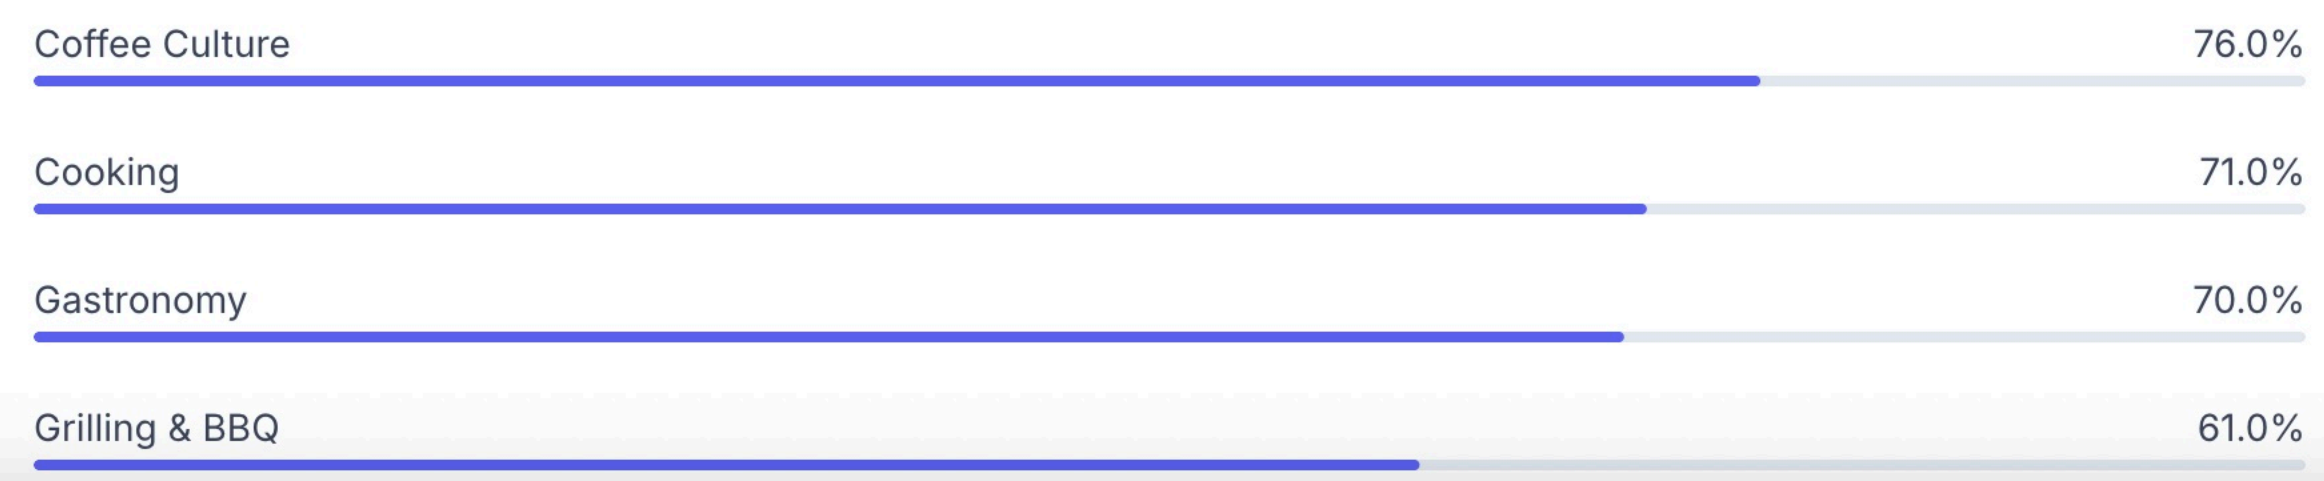 Coffee Culture 76.0%
Cooking 71.0%
Gastronomy 70.0%
Grilling & BBQ 61.0%